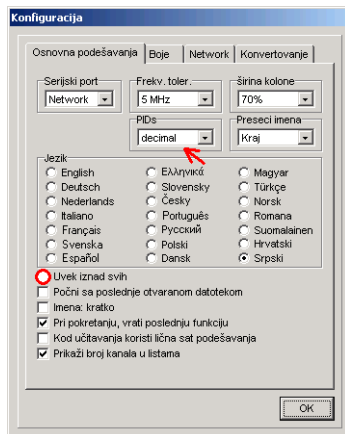 Konfiguracija
Osnovna podešavanja Boje Network Konvertovanje
Serijski port Frekv. toler. širina kolone
Network 5 MHz 70%
PIDs Preseci imena
decimal Kraj
Jezik
English Ελληνικά Magyar
Deutsch Slovensky Türkçe
Nederlands Česky Norsk
Italiano Português Romana
Français Русский Suomalainen
Svenska Polski Hrvatski
Español Dansk Srpski
Uvek iznad svih
Počni sa poslednje otvaranom datotekom
Imena: kratko
Pri pokretanju, vrati poslednju funkciju
Kod učitavanja koristi lična sat podešavanja
Prikaži broj kanala u listama
OK